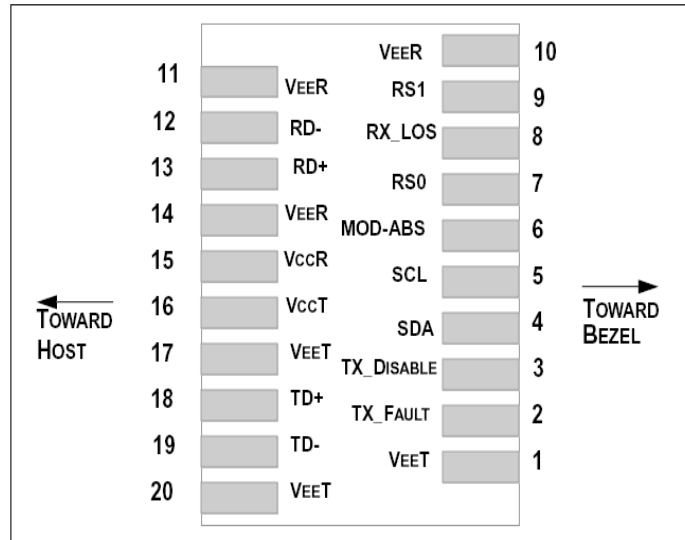 10
VEER
11
VEER
RS1
9
12
RD-
RX_LOS
8
13
RD+
RS0
7
14
VEER
MOD-ABS
6
15
VCCR
SCL
5
TOWARD
HOST
16
VCCT
SDA
4
TOWARD
BEZEL
17
VEET
TX_DISABLE
3
18
TD+
TX_FAULT
2
19
TD-
VEET
1
20
VEET